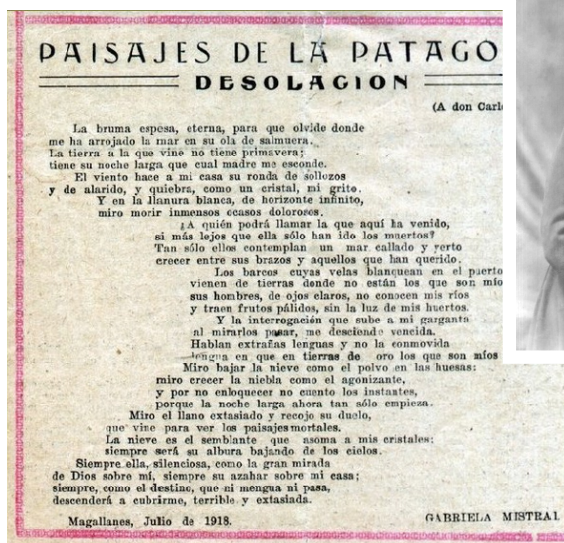 PAISAJES DE LA PATAGO
DESOLACION
(A don Carlo
La bruma espesa, eterna, para que olvide donde
me ha arrojado la mar en su ola de salmuera.
La tierra a la que vine no tiene primavera;
tiene su noche larga que cual madre me esconde.
El viento hace a mi casa su ronda de sollozos
y de alarido, y quiebra, como un cristal, mi grito.
Y en la llanura blanca, de horizonte infinito,
miro morir inmensos ocasos dolorosos.
¿A quién podrá llamar la que aquí ha venido,
si más lejos que ella sólo han ido los muertos?
Tan sólo ellos contemplan un mar callado y yerto
crecer entre sus brazos y aquellos que han querido.
Los barcos cuyas velas blanquean en el puerto
vienen de tierras donde no están los que son mío
sus hombres, de ojos claros, no conocen mis ríos
y traen frutos pálidos, sin la luz de mis huertos.
Y la interrogación que sube a mi garganta
al mirarlos pasar, me desciende vencida.
Hablan extrañas lenguas y no la conmovida
lengua en que en tierras de oro los que son míos
Miro bajar la nieve como el polvo en las huesas:
miro crecer la niebla como el agonizante,
y por no enloquecer no cuento los instantes,
porque la noche larga ahora tan sólo empieza.
Miro el llano extasiado y recojo su duelo,
que vine para ver los paisajes mortales.
La nieve es el semblante que asoma a mis cristales:
siempre será su albura bajando de los cielos.
Siempre ella, silenciosa, como la gran mirada
de Dios sobre mí, siempre su azahar sobre mi casa;
siempre, como el destino, que ni mengua ni pasa,
descenderá a cubrirme, terrible y extasiada.
Magallanes, Julio de 1918.
GABRIELA MISTRAL